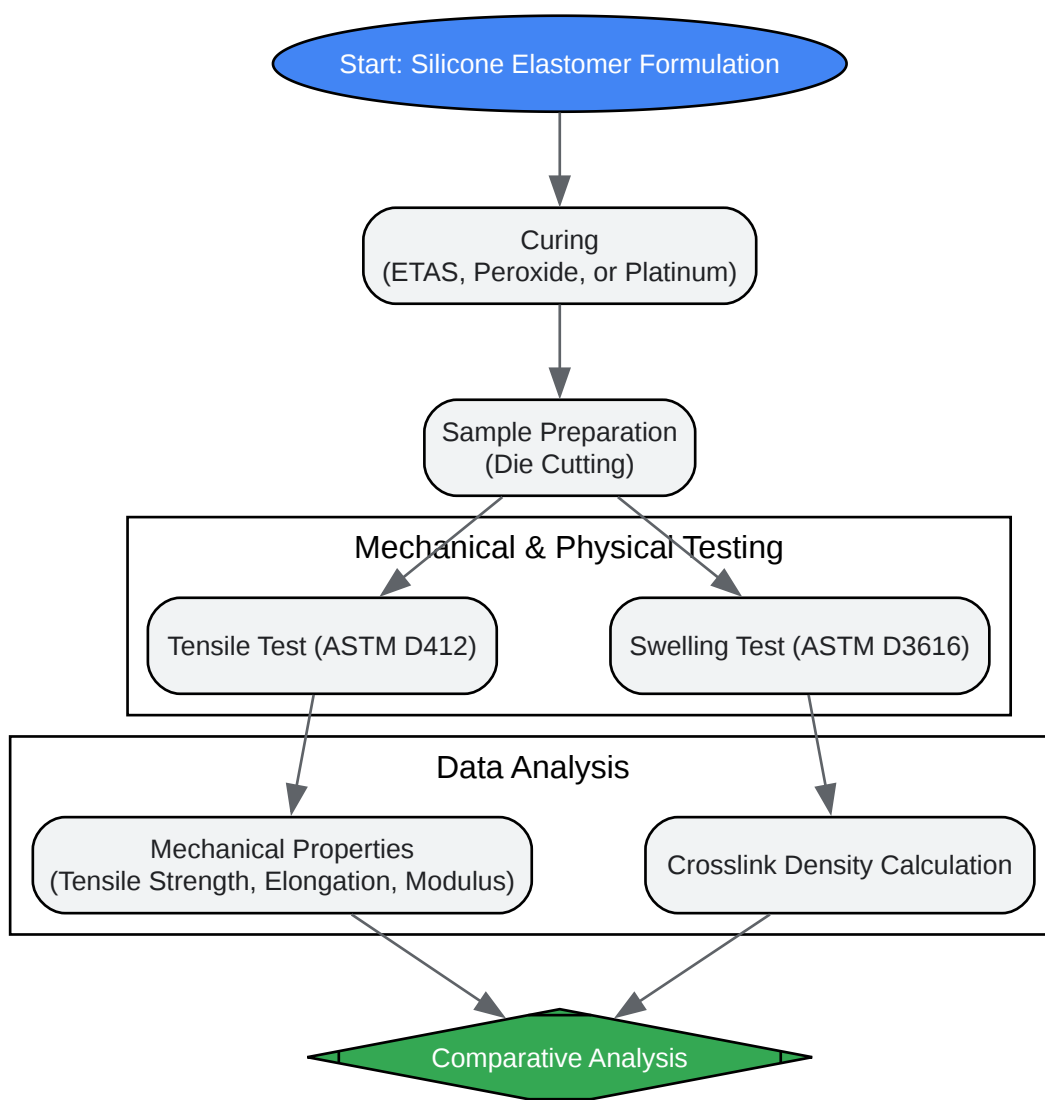 Start: Silicone Elastomer Formulation
Curing
(ETAS, Peroxide, or Platinum)
Sample Preparation
(Die Cutting)
Mechanical & Physical Testing
Tensile Test (ASTM D412)
Swelling Test (ASTM D3616)
Data Analysis
Mechanical Properties
(Tensile Strength, Elongation, Modulus)
Crosslink Density Calculation
Comparative Analysis